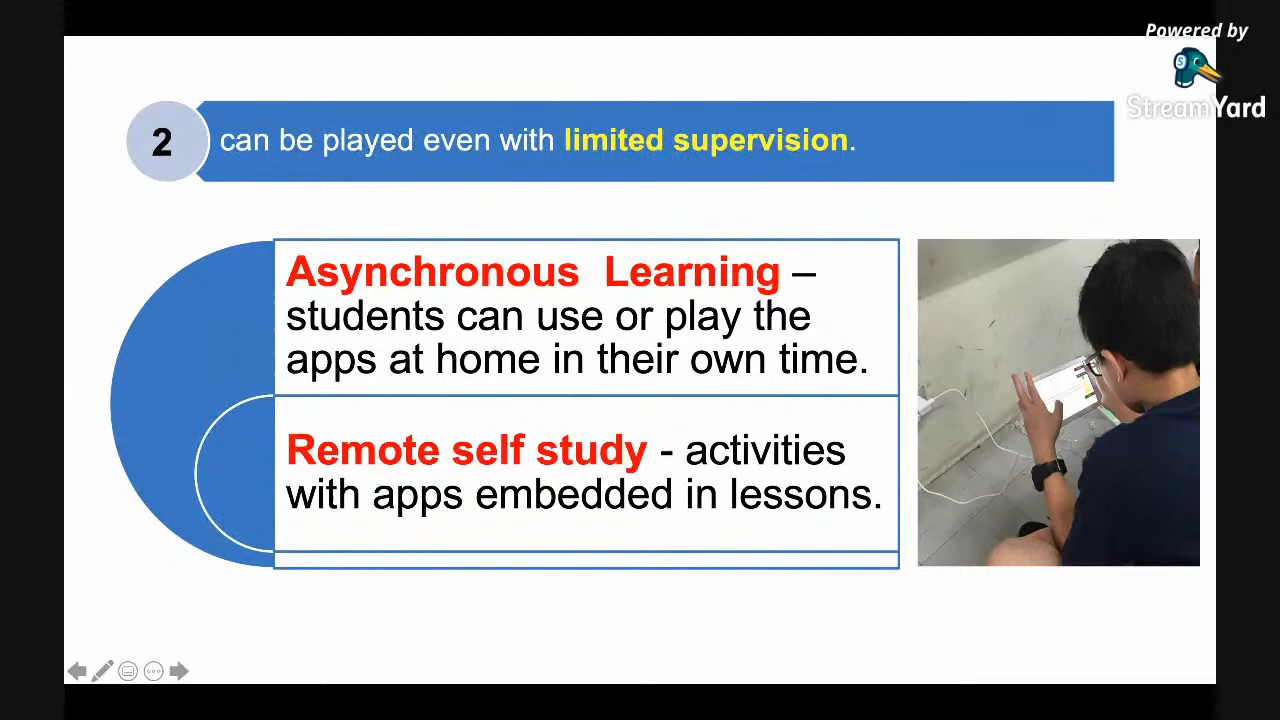 Powered by
StreamYard
2
can be played even with limited supervision.
Asynchronous Learning –
students can use or play the
apps at home in their own time.
Remote self study - activities
with apps embedded in lessons.